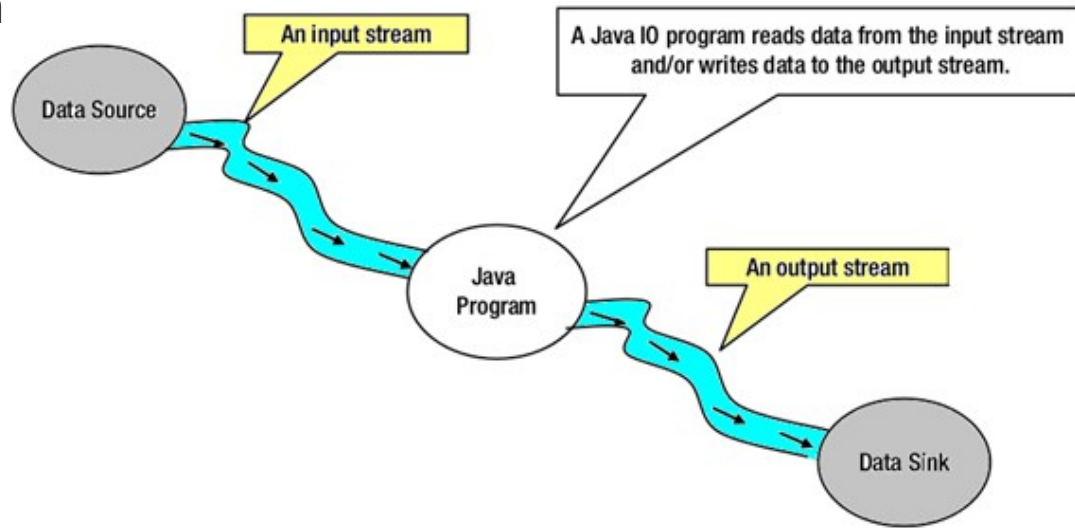 An input stream
A Java IO program reads data from the input stream
and/or writes data to the output stream.
Data Source
Java
Program
An output stream
Data Sink